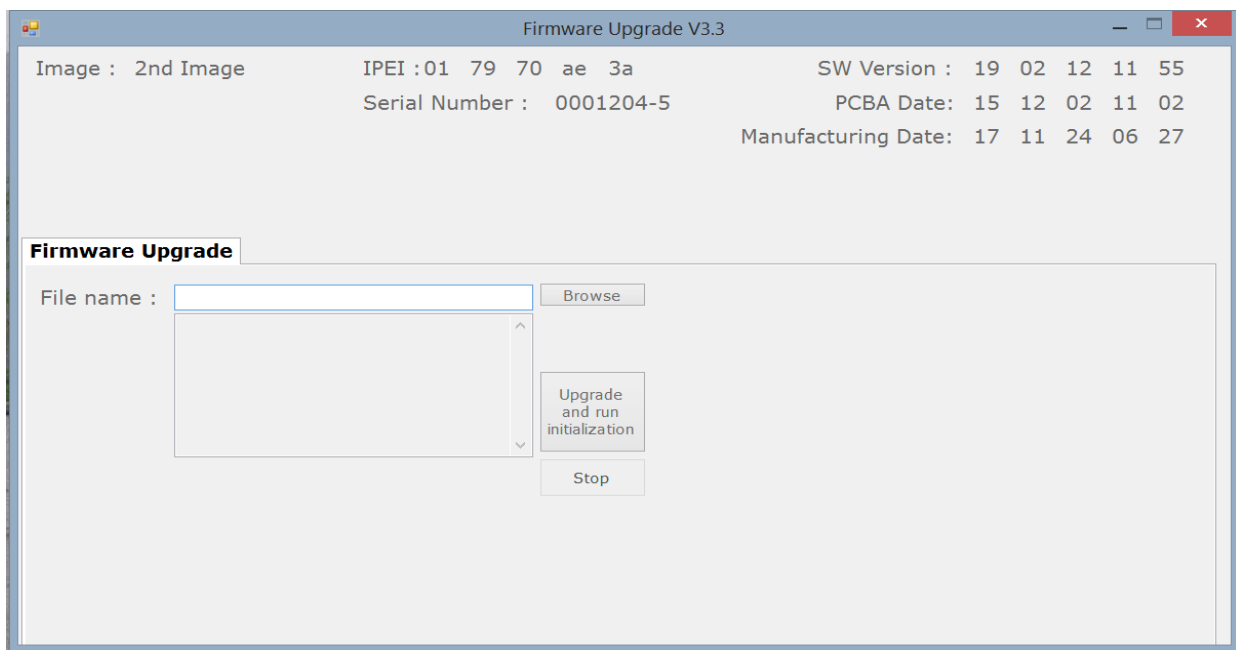 Firmware Upgrade V3.3
Image : 2nd Image IPEI : 01 79 70 ae 3a SW Version : 19 02 12 11 55
Serial Number : 0001204-5 PCBA Date: 15 12 02 11 02
Manufacturing Date: 17 11 24 06 27
Firmware Upgrade
File name : Browse
Upgrade
and run
initialization
Stop